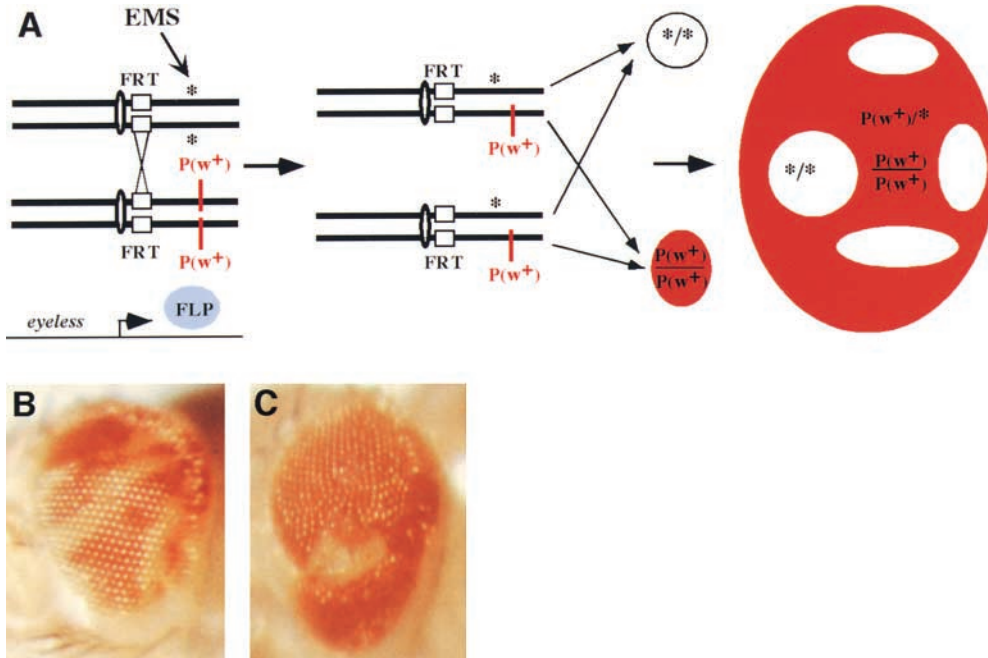 A
EMS
FRT
*
*
P(w+)
FRT
P(w+)
eyeless
FLP
FRT
*
P(w+)
*
FRT
P(w+)
*/*
P(w+)
P(w+)
P(w+)/*
*/*
P(w+)
P(w+)
B
C